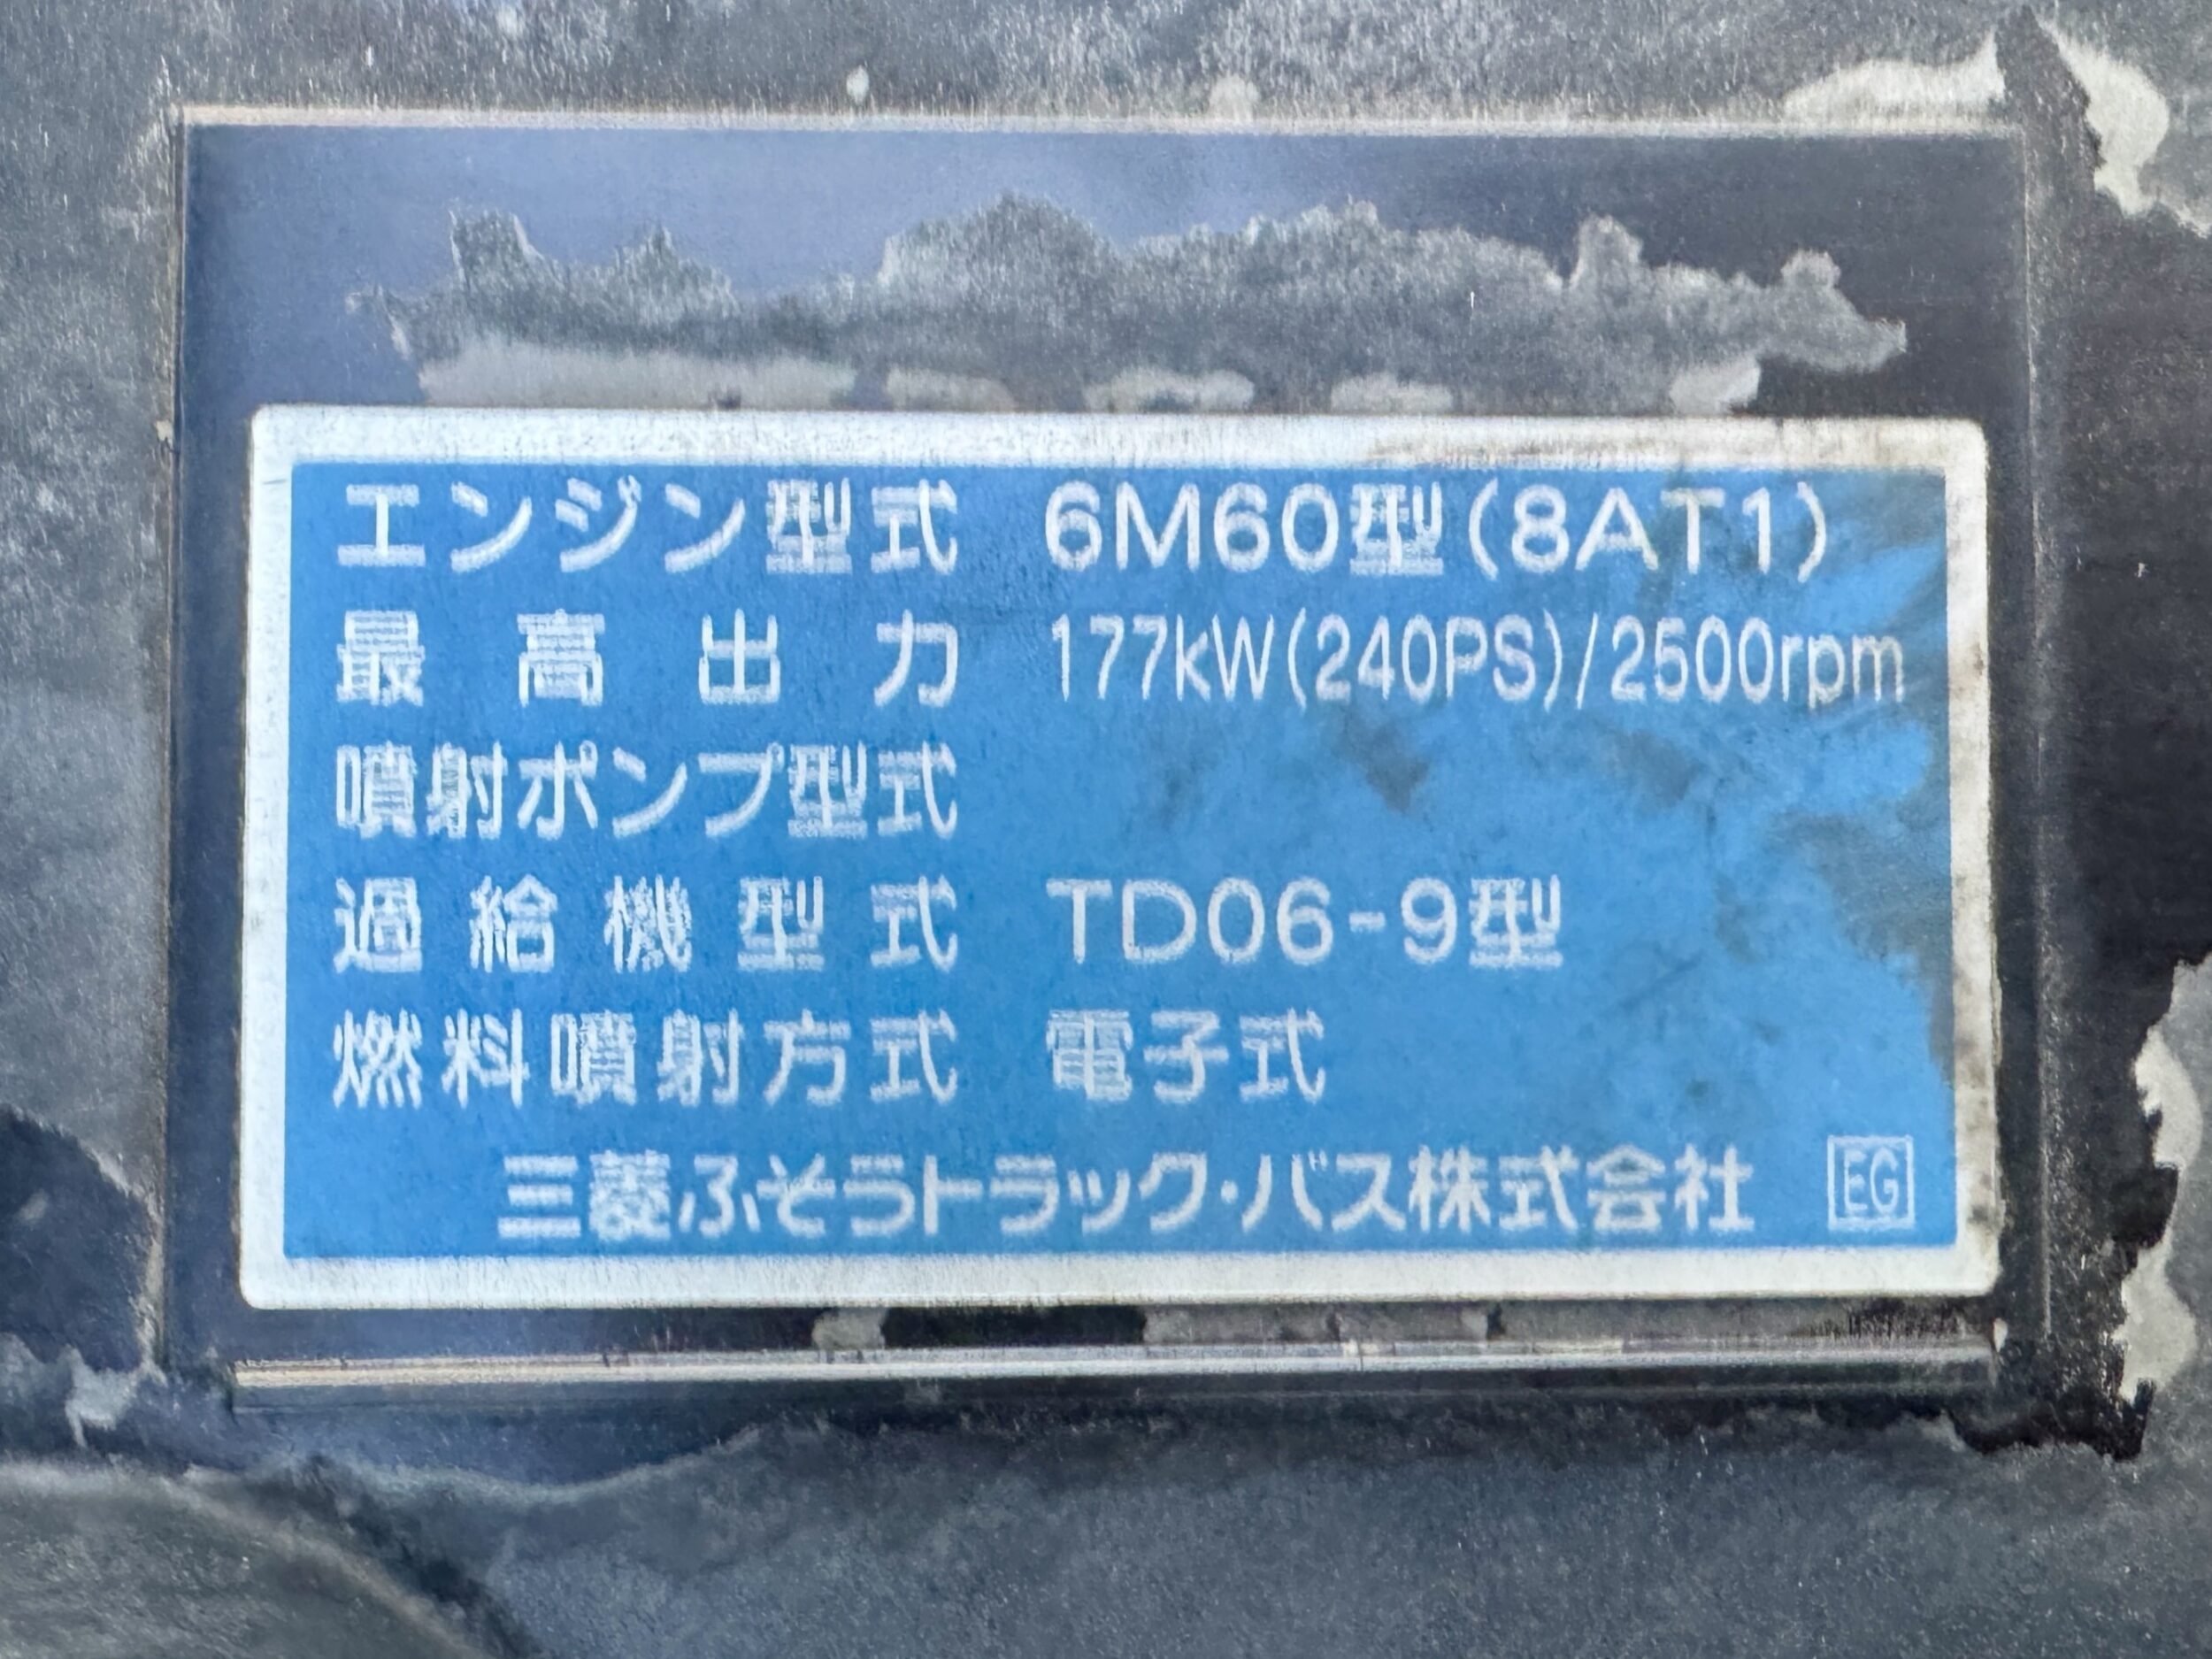 エンジン型式 6M60型(8AT1)
最高出力 177kW(240PS)/2500rpm
噴射ポンプ型式
過給機型式 TD06-9型
燃料噴射方式 電子式
三菱ふそうトラック・バス株式会社 EG